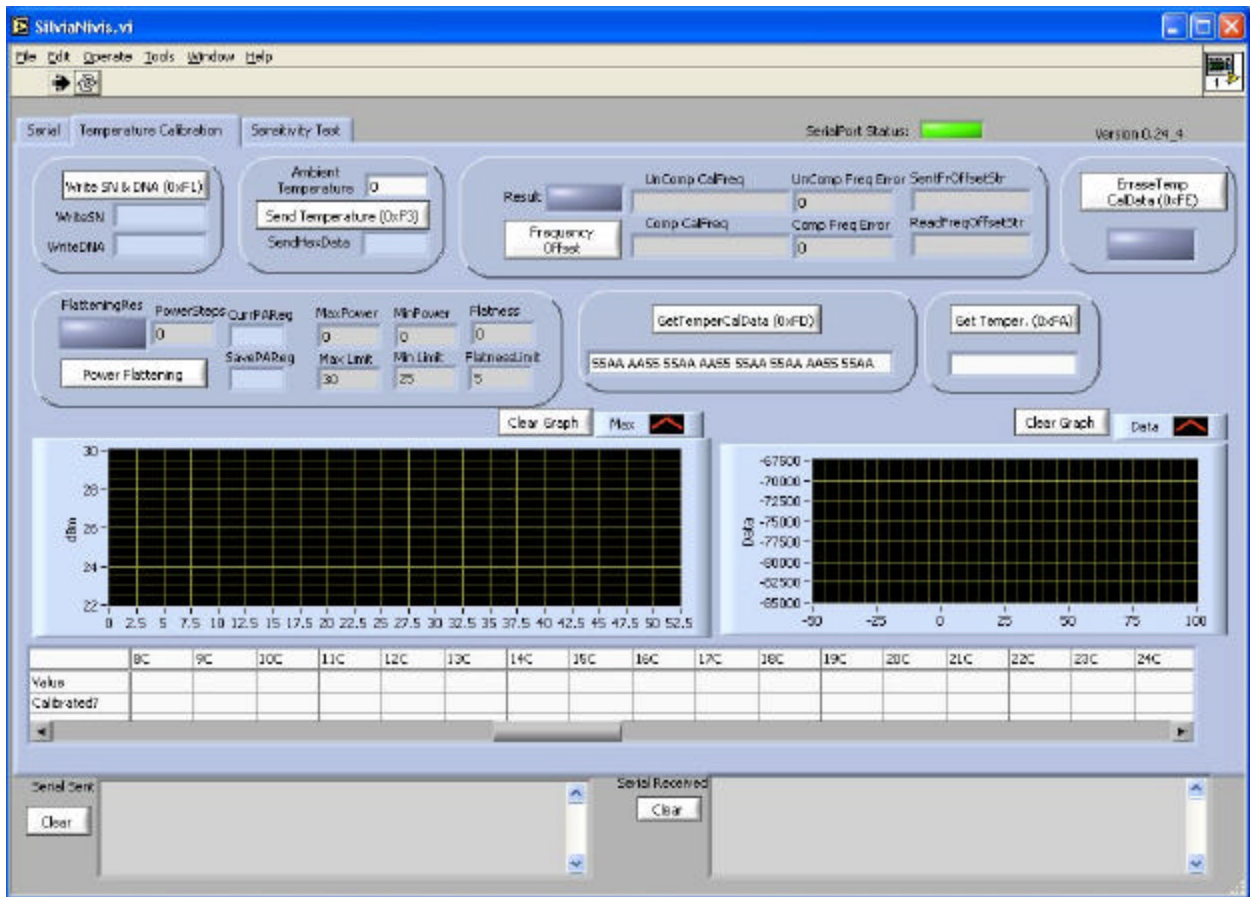 SilviaNivis.vi
File Edit Operate Tools Window Help
1
Serial Temperature Calibration Sensitivity Test SerialPort Status: Version 0.24_4
Write SN & DNA (0xF1)
WriteSN
WriteDNA
Ambient
Temperature 0
Send Temperature (0xF3)
SendHexData
Result
Frequency
Offset
UnComp CalFreq UnComp Freq Error SentFrOffsetStr
0
Comp CalFreq Comp Freq Error ReadFreqOffsetStr
0
ErraseTemp
CalData (0xFE)
FlatteningRes PowerSteps CurrPAReg MaxPower MinPower Flatness
0 0 0 0
Power Flattening SavePAReg Max Limit Min Limit FlatnessLimit
30 25 5
GetTemperCalData (0xFD)
55AA AA55 55AA AA55 55AA 55AA AA55 55AA
Get Temper. (0xFA)
Clear Graph Max
30
28
26
24
22
dBm
0 2.5 5 7.5 10 12.5 15 17.5 20 22.5 25 27.5 30 32.5 35 37.5 40 42.5 45 47.5 50 52.5
Clear Graph Data
-67500
-70000
-72500
-75000
-77500
-80000
-82500
-85000
Data
-50 -25 0 25 50 75 100
8C 9C 10C 11C 12C 13C 14C 15C 16C 17C 18C 19C 20C 21C 22C 23C 24C
Value
Calibrated?
Serial Sent
Clear
Serial Received
Clear